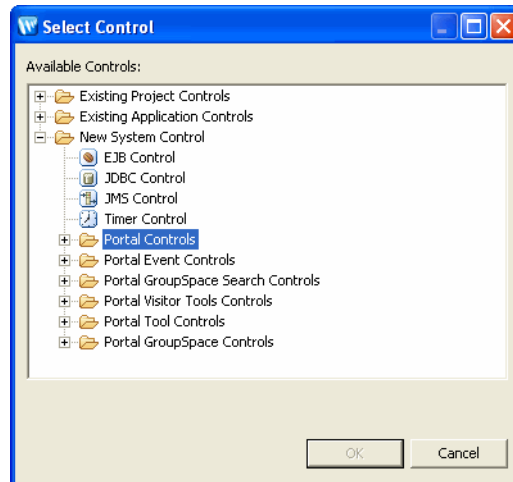 Select Control
Available Controls:
Existing Project Controls
Existing Application Controls
New System Control
EJB Control
JDBC Control
JMS Control
Timer Control
Portal Controls
Portal Event Controls
Portal GroupSpace Search Controls
Portal Visitor Tools Controls
Portal Tool Controls
Portal GroupSpace Controls
OK Cancel